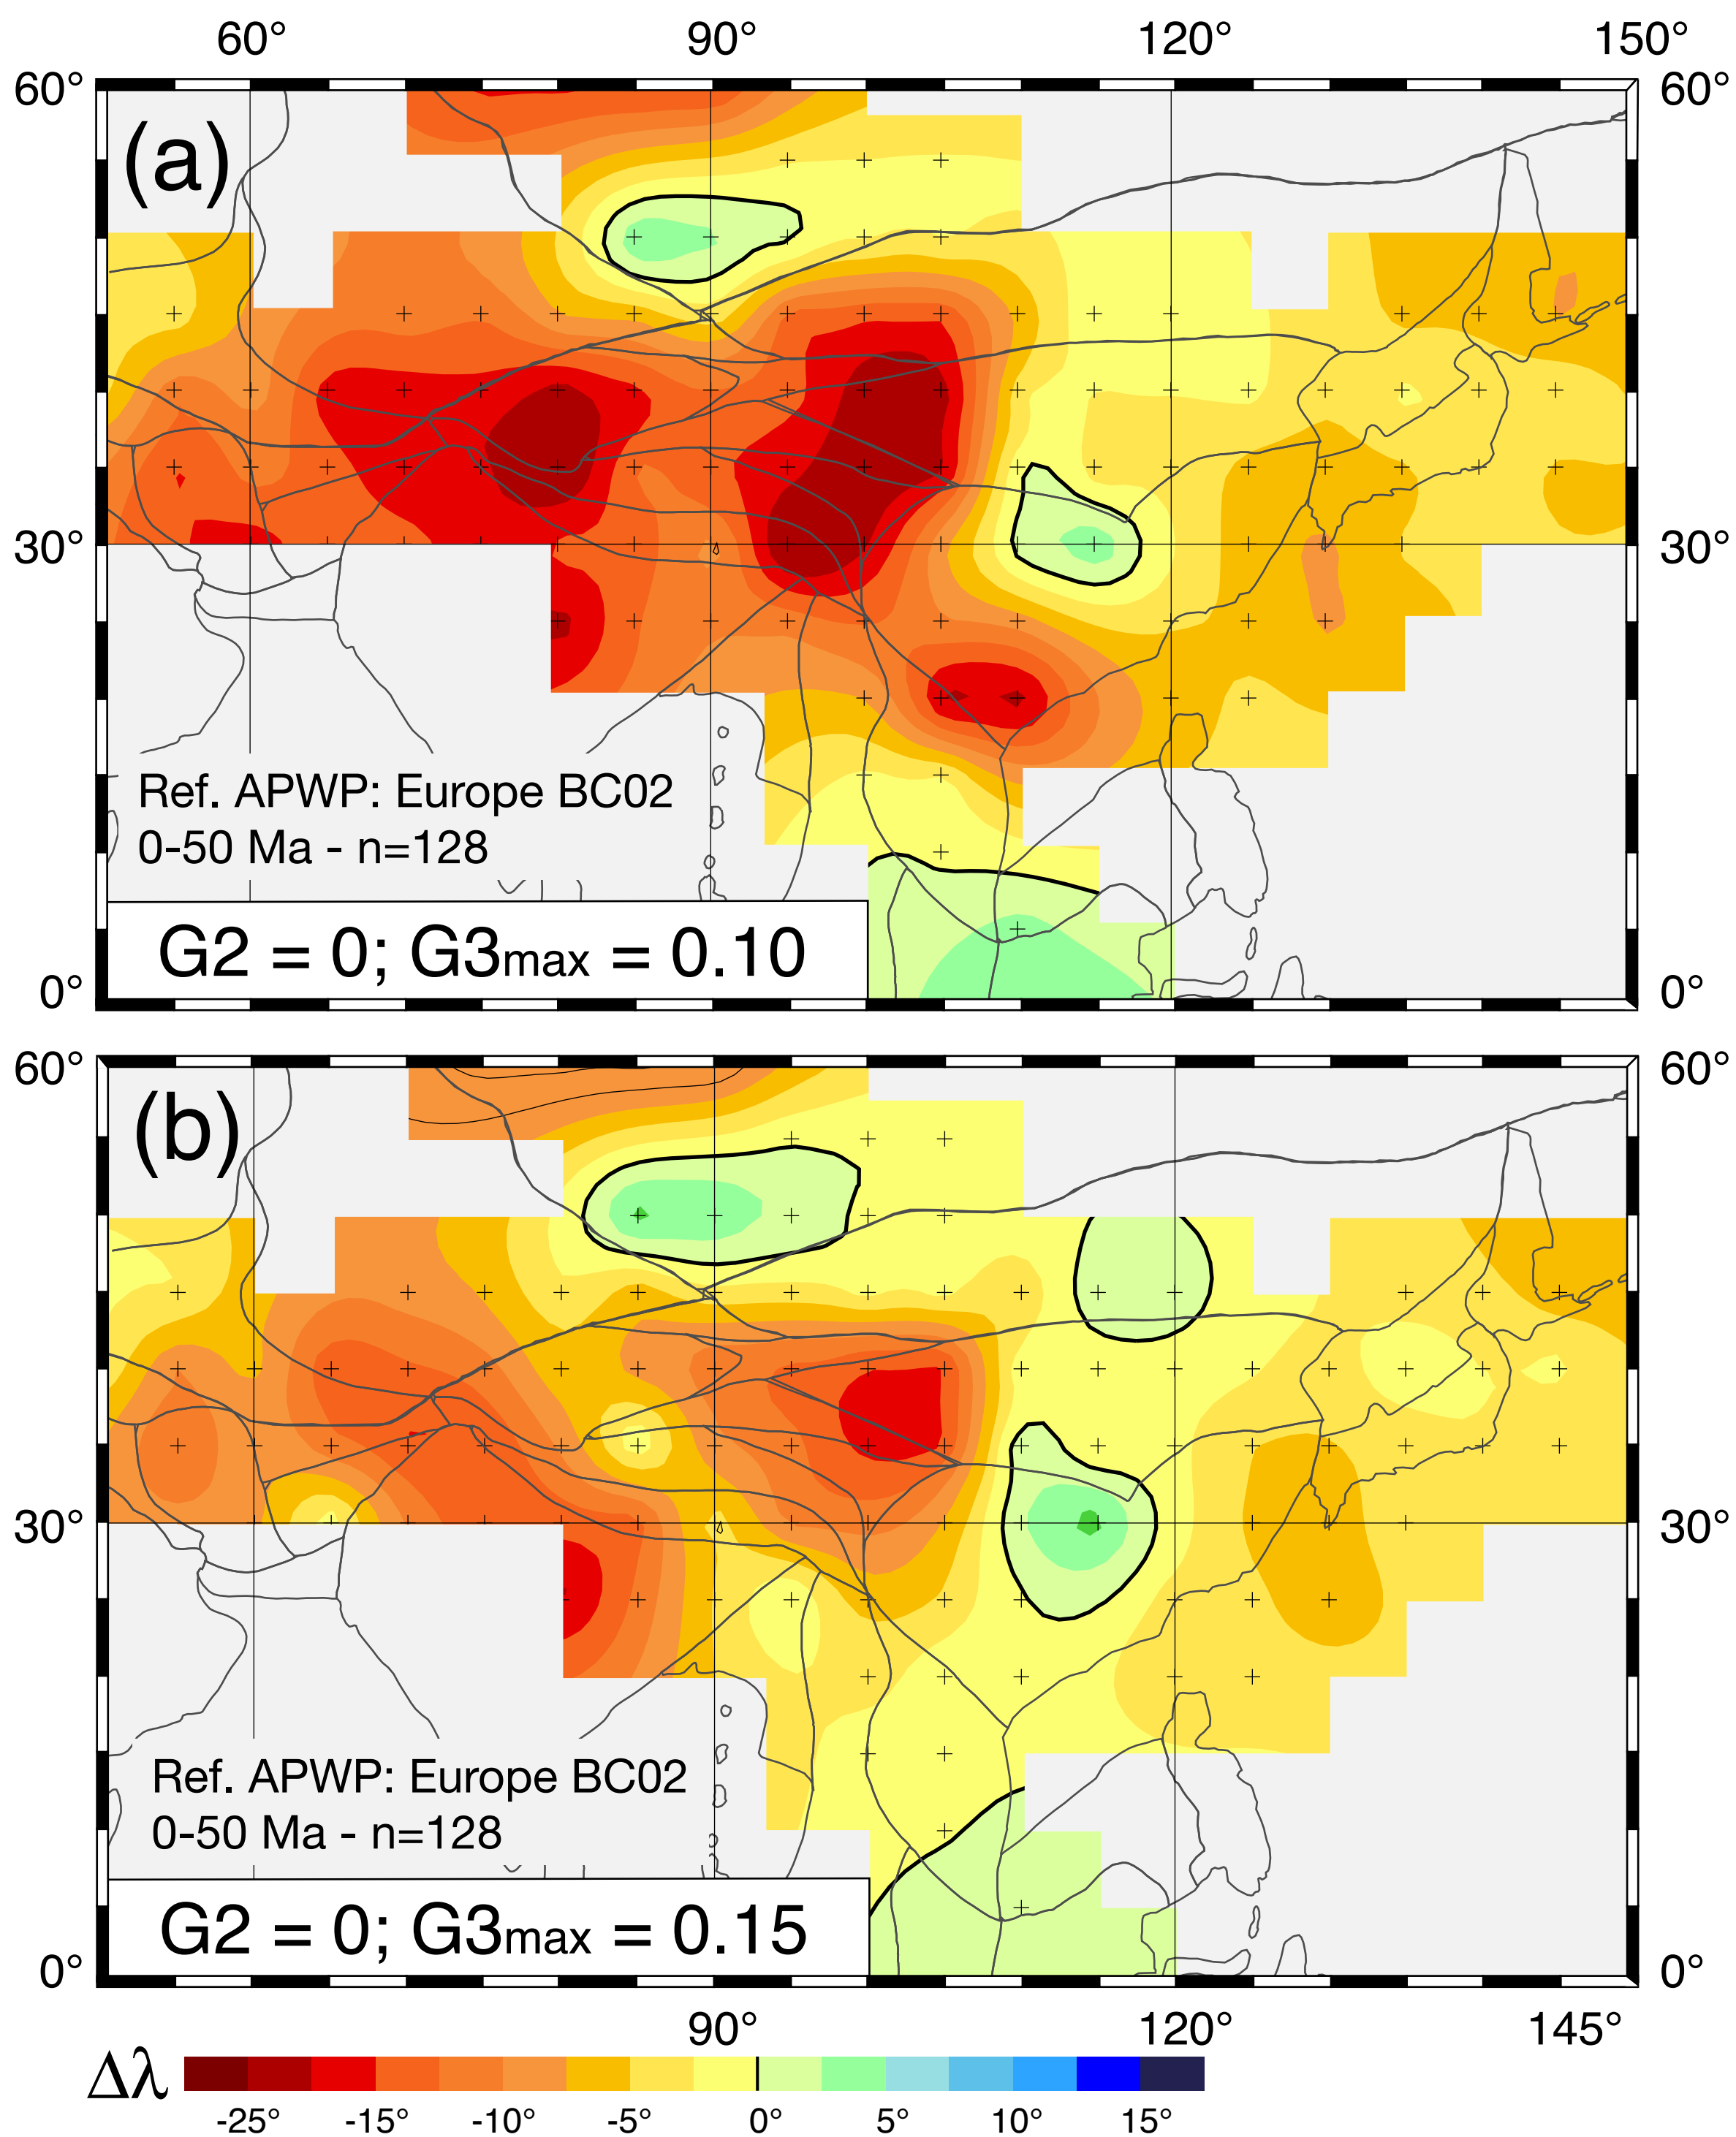 60° 90° 120° 150°
60° 60°
(a)
30° 30°
Ref. APWP: Europe BC02
0-50 Ma - n=128
G2 = 0; G3max = 0.10
0° 0°
60° 60°
(b)
30° 30°
Ref. APWP: Europe BC02
0-50 Ma - n=128
G2 = 0; G3max = 0.15
0° 0°
90° 120° 145°
Δλ
-25° -15° -10° -5° 0° 5° 10° 15°